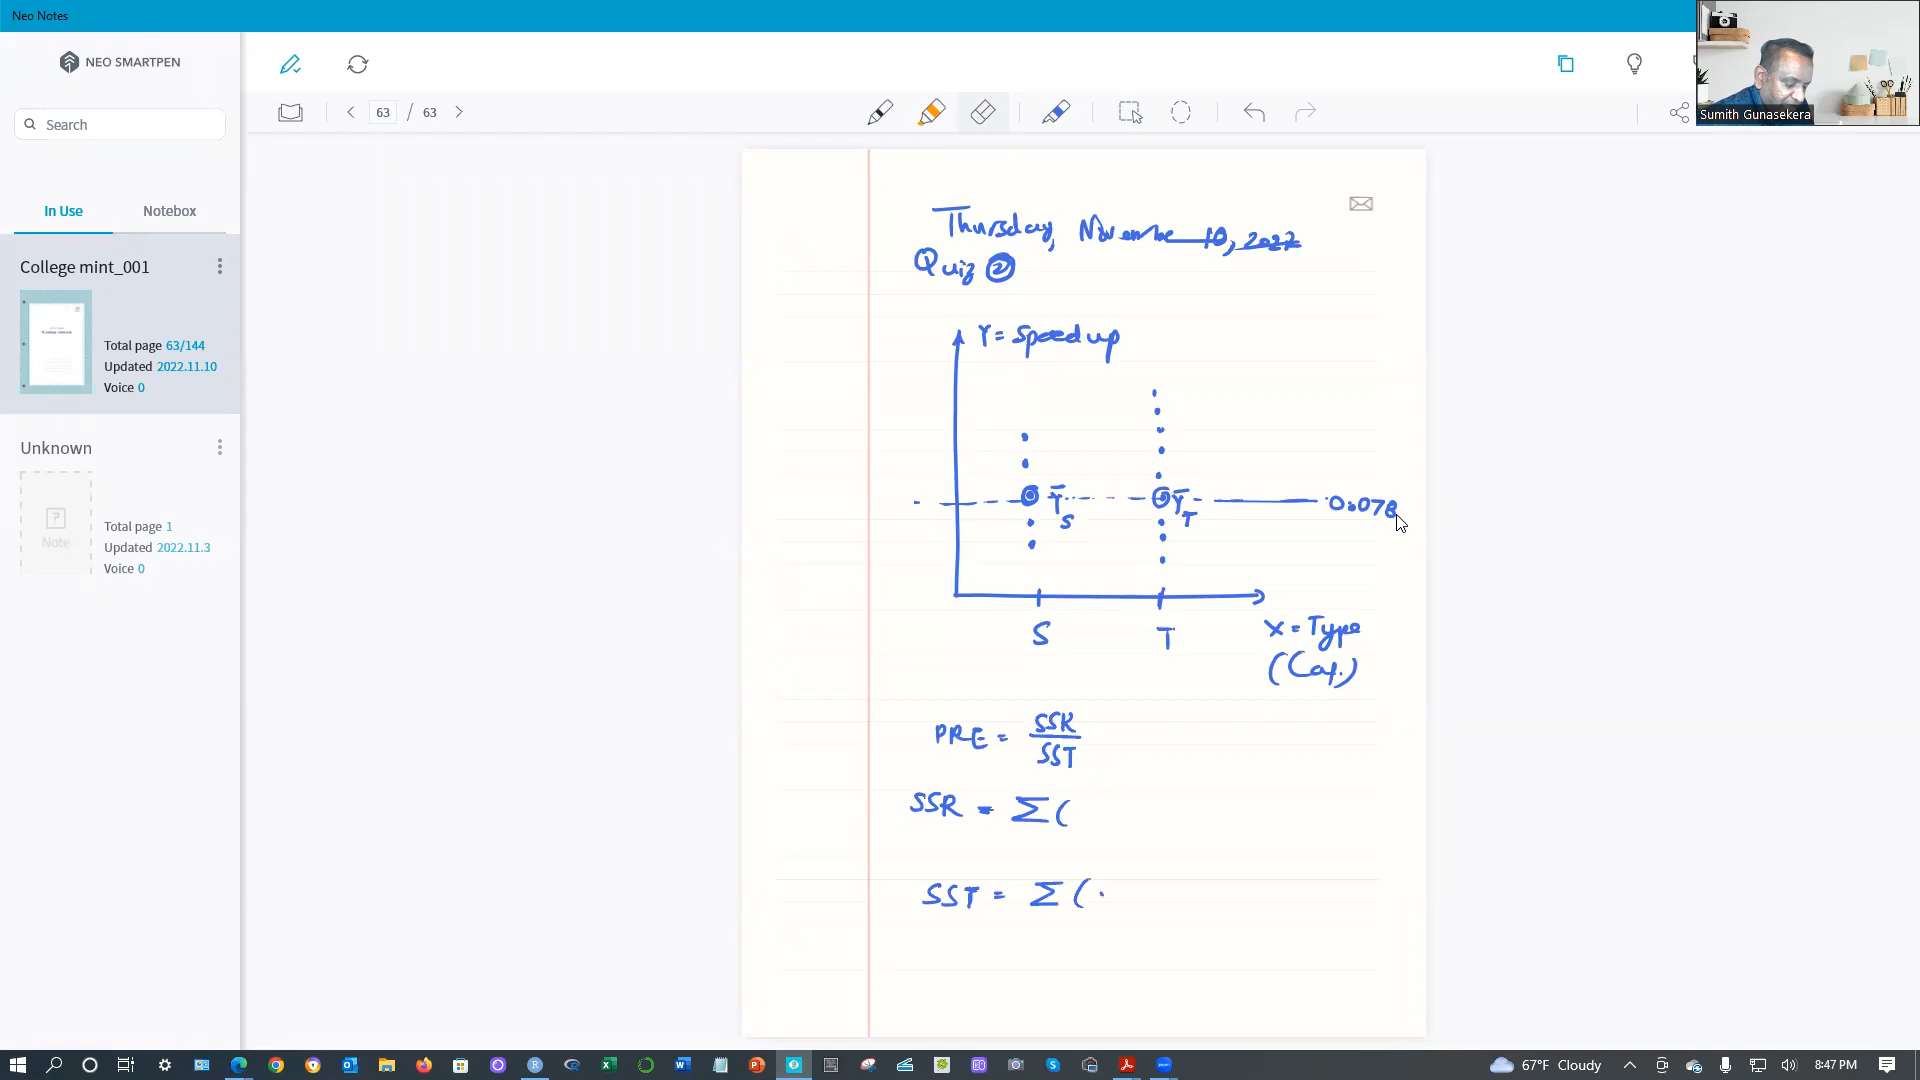 Neo Notes
NEO SMARTPEN
Search
In Use
Notebox
College mint_001
Total page 63/144
Updated 2022.11.10
Voice 0
Unknown
Note
Total page 1
Updated 2022.11.3
Voice 0
63 / 63
Sumith Gunasekera
Thursday, November 10, 2022
Quiz ②
Y = Speed up
Ȳ S
Ȳ T
0.078
S
T
X = Type
(Cat.)
PRE = SSR / SST
SSR = Σ (
SST = Σ (
67°F Cloudy
8:47 PM